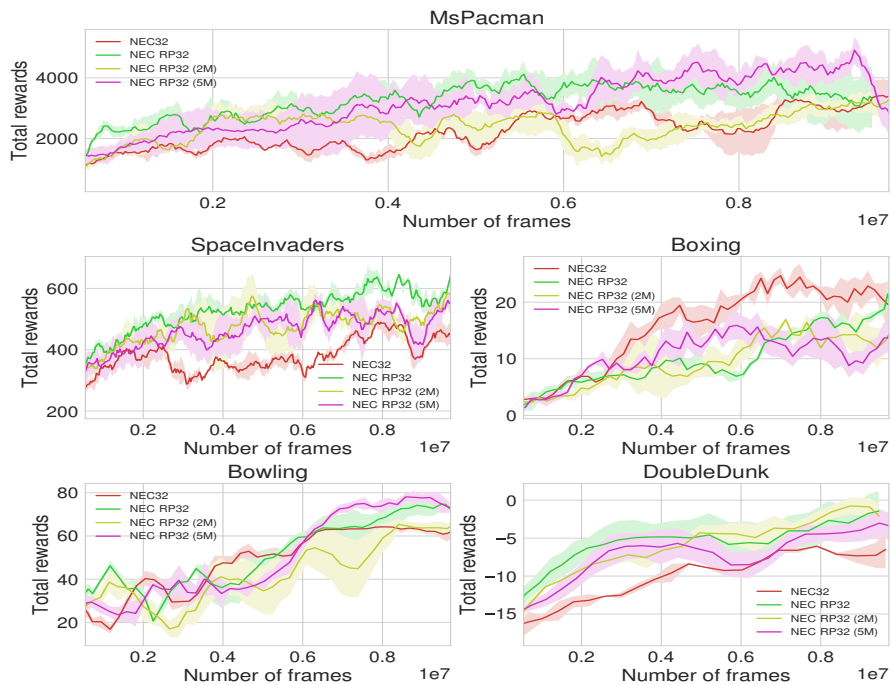 MsPacman
NEC32
NEC RP32
NEC RP32 (2M)
NEC RP32 (5M)
4000
2000
Total rewards
0.2
0.4
0.6
0.8
Number of frames
1e7
SpaceInvaders
600
400
200
Total rewards
NEC32
NEC RP32
NEC RP32 (2M)
NEC RP32 (5M)
0.2
0.4
0.6
0.8
Number of frames
1e7
Boxing
NEC32
NEC RP32
NEC RP32 (2M)
NEC RP32 (5M)
20
10
0
Total rewards
0.2
0.4
0.6
0.8
Number of frames
1e7
Bowling
NEC32
NEC RP32
NEC RP32 (2M)
NEC RP32 (5M)
80
60
40
20
Total rewards
0.2
0.4
0.6
0.8
Number of frames
1e7
DoubleDunk
0
−5
−10
−15
Total rewards
NEC32
NEC RP32
NEC RP32 (2M)
NEC RP32 (5M)
0.2
0.4
0.6
0.8
Number of frames
1e7